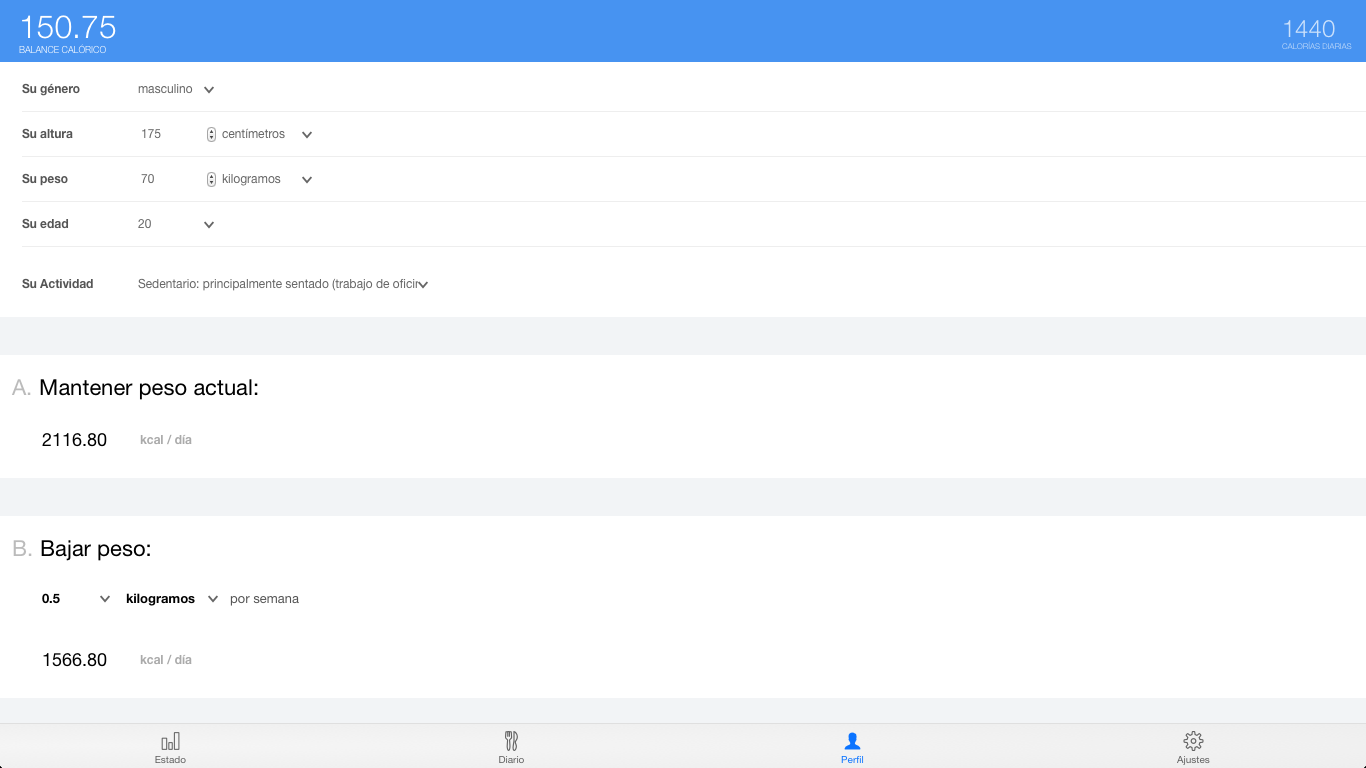 150.75
BALANCE CALÓRICO
1440
CALORÍAS DIARIAS
Su género masculino
Su altura 175 centímetros
Su peso 70 kilogramos
Su edad 20
Su Actividad Sedentario: principalmente sentado (trabajo de oficin
A. Mantener peso actual:
2116.80 kcal / día
B. Bajar peso:
0.5 kilogramos por semana
1566.80 kcal / día
Estado Diario Perfil Ajustes